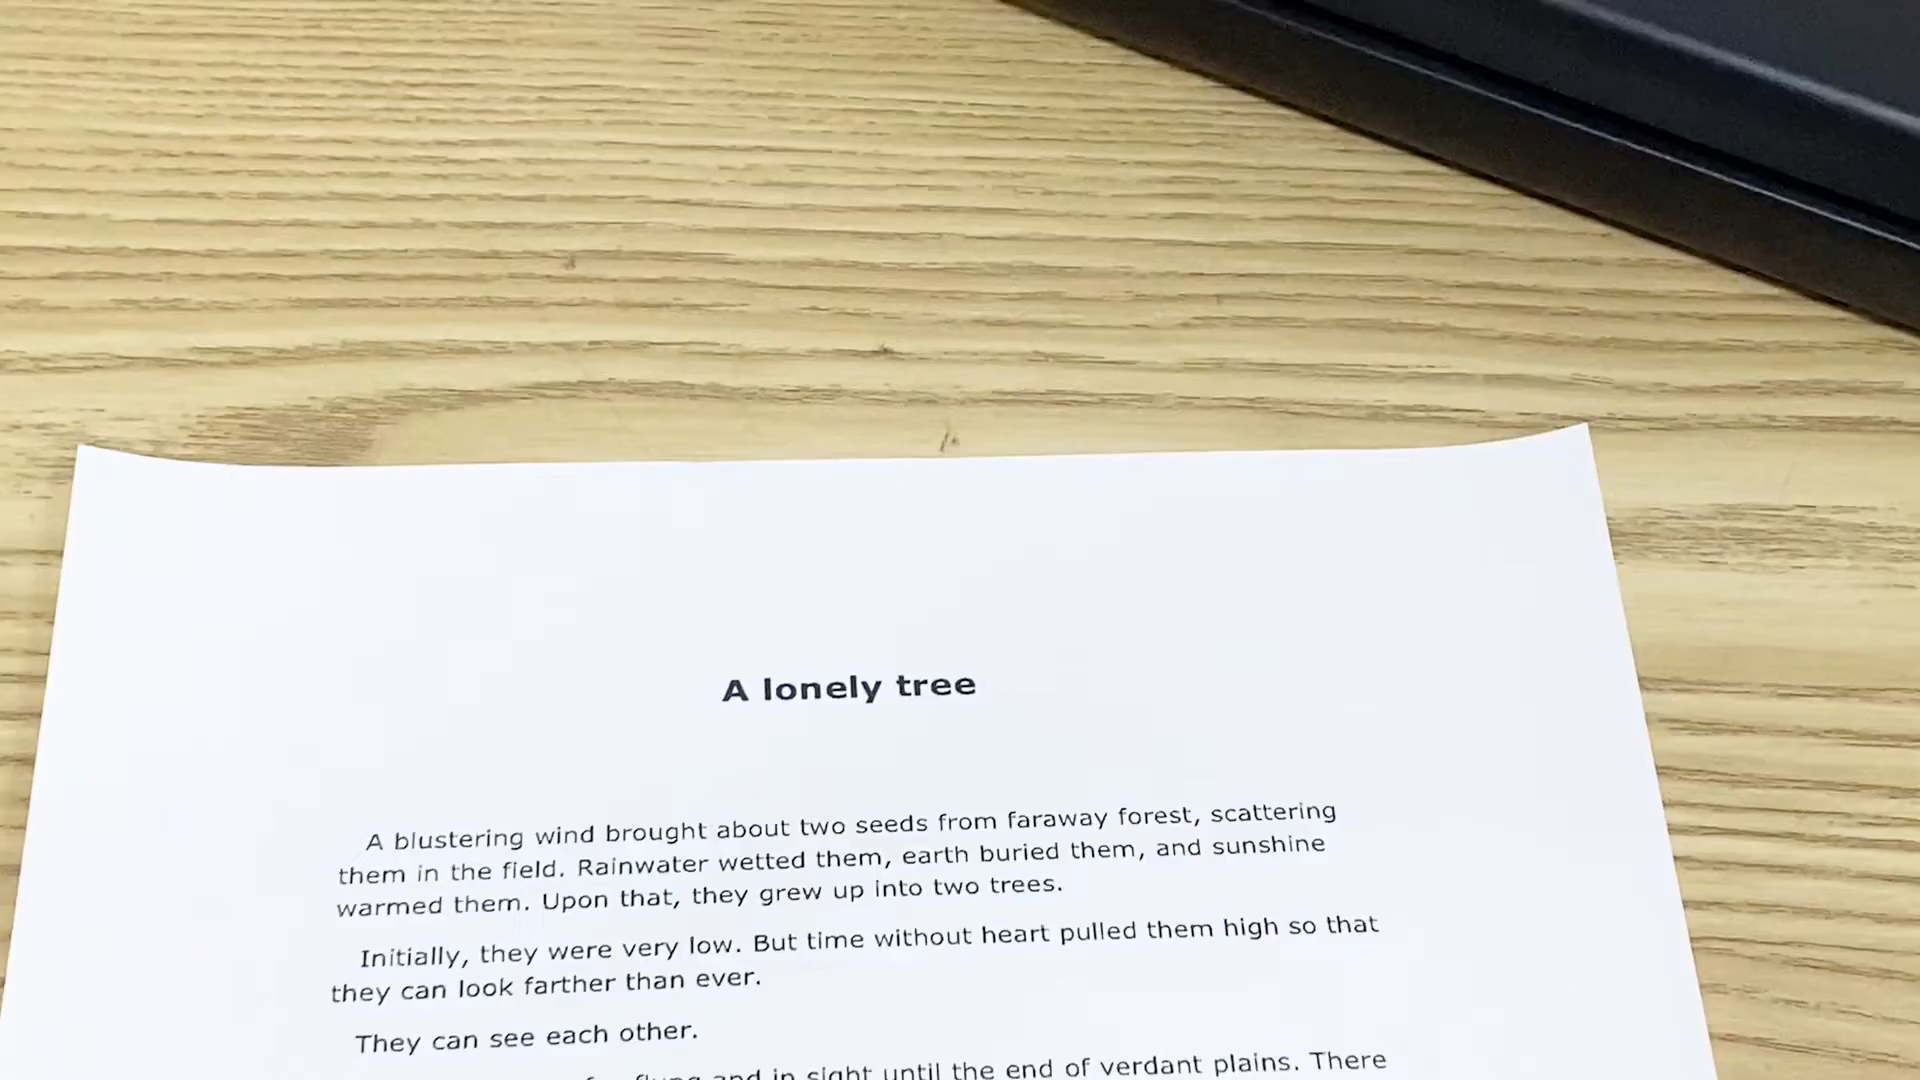 A lonely tree
A blustering wind brought about two seeds from faraway forest, scattering
them in the field. Rainwater wetted them, earth buried them, and sunshine
warmed them. Upon that, they grew up into two trees.
Initially, they were very low. But time without heart pulled them high so that
they can look farther than ever.
They can see each other.
and in sight until the end of verdant plains. There